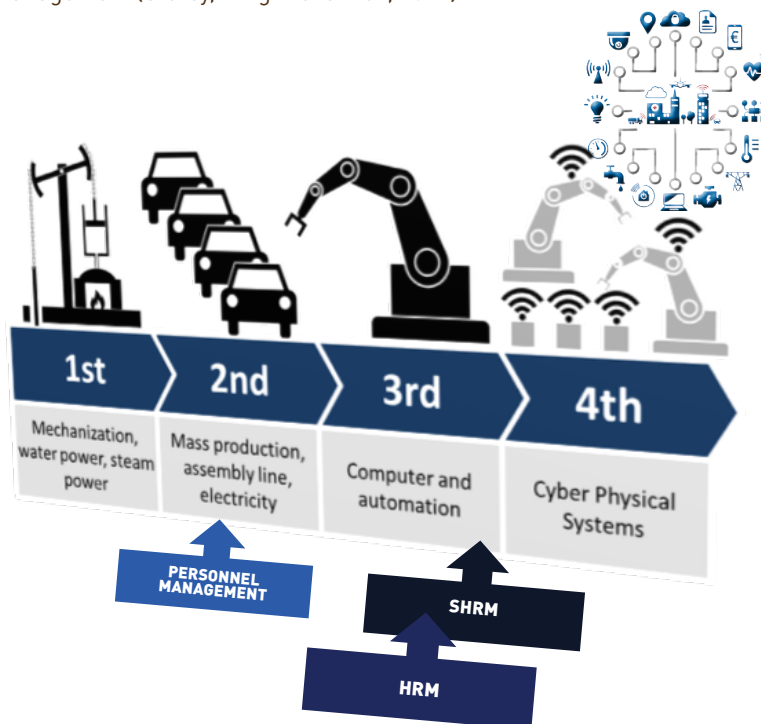 1st
2nd
3rd
4th
Mechanization,
water power, steam
power
Mass production,
assembly line,
electricity
Computer and
automation
Cyber Physical
Systems
PERSONNEL
MANAGEMENT
SHRM
HRM